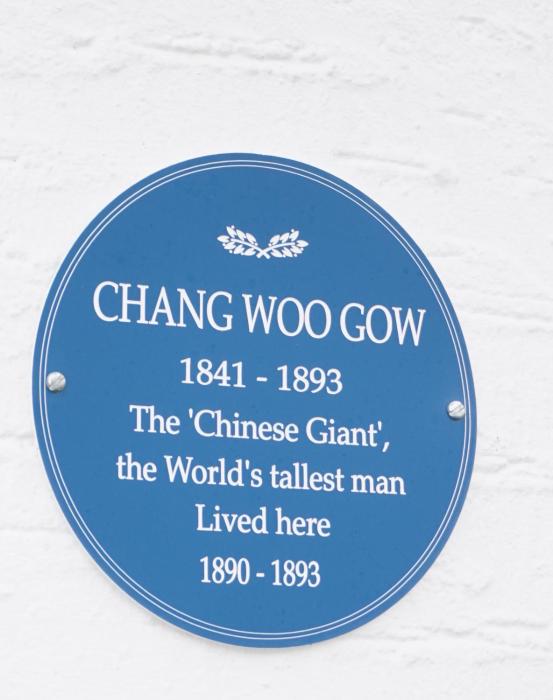 CHANG WOO GOW
1841 - 1893
The 'Chinese Giant',
the World's tallest man
Lived here
1890 - 1893